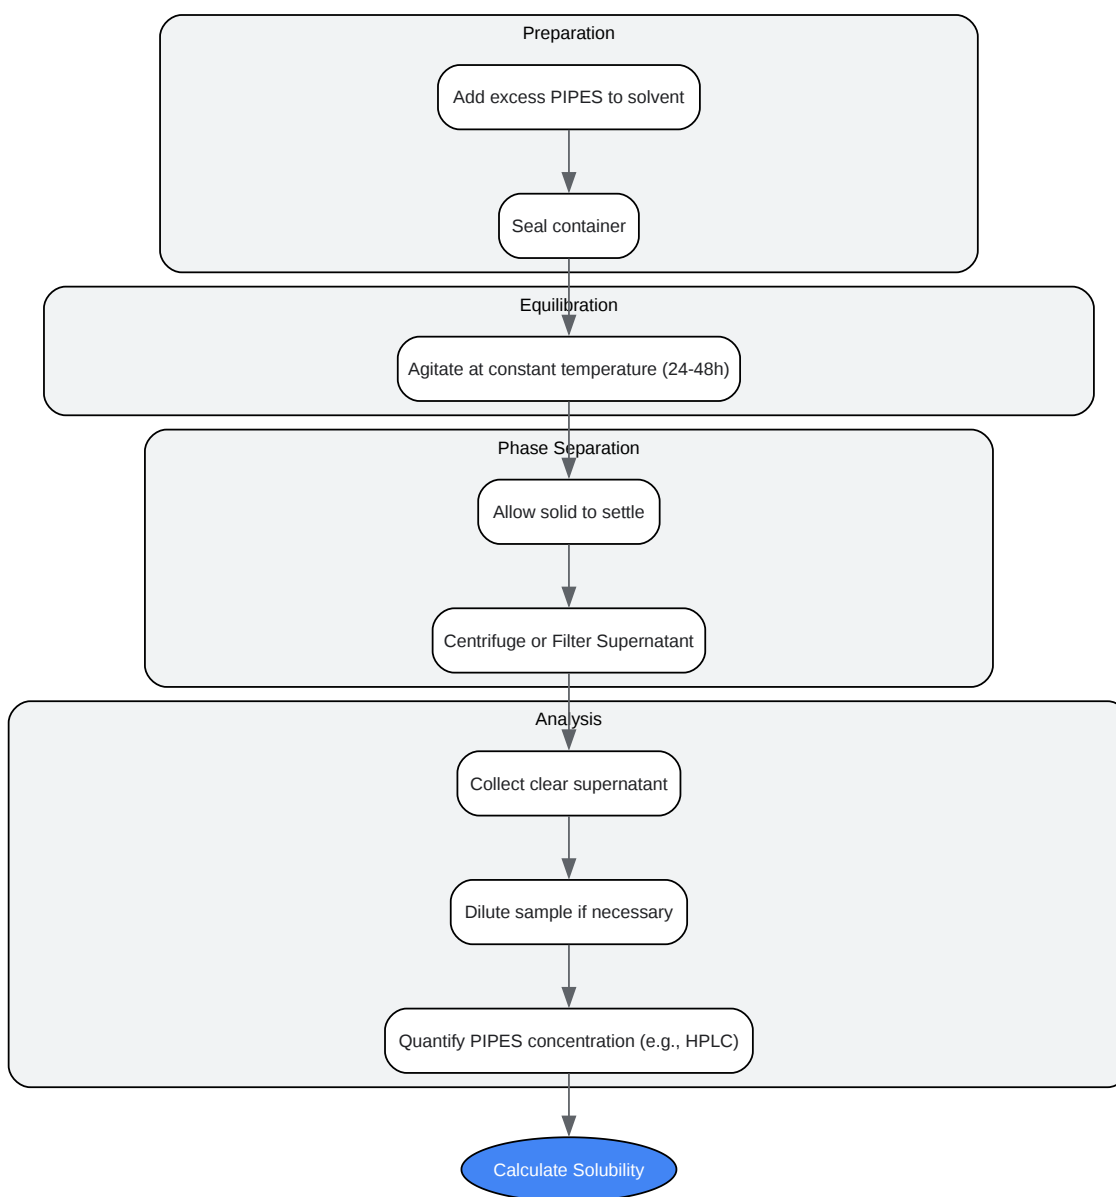 Preparation
Add excess PIPES to solvent
Seal container
Equilibration
Agitate at constant temperature (24-48h)
Phase Separation
Allow solid to settle
Centrifuge or Filter Supernatant
Analysis
Collect clear supernatant
Dilute sample if necessary
Quantify PIPES concentration (e.g., HPLC)
Calculate Solubility